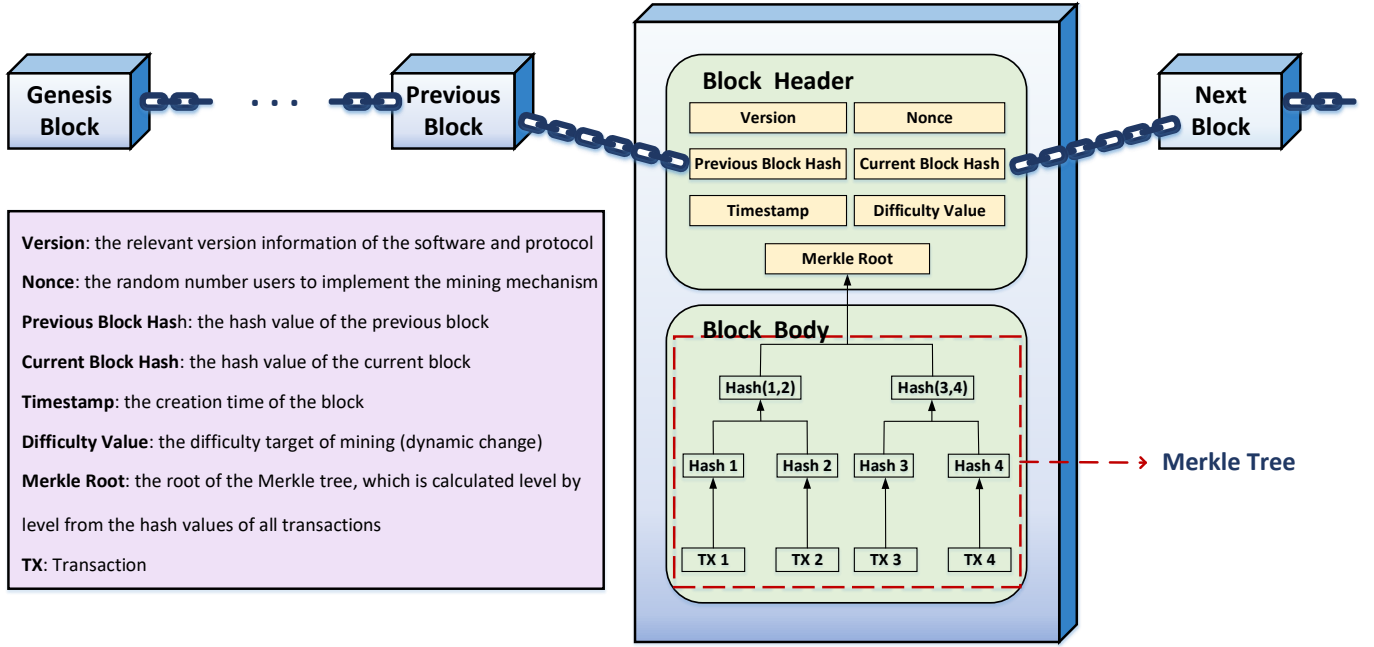 Genesis
Block
. . .
Previous
Block
Block Header
Version
Nonce
Previous Block Hash
Current Block Hash
Timestamp
Difficulty Value
Merkle Root
Next
Block
Block Body
Hash(1,2)
Hash(3,4)
Hash 1
Hash 2
Hash 3
Hash 4
TX 1
TX 2
TX 3
TX 4
Merkle Tree
Version: the relevant version information of the software and protocol
Nonce: the random number users to implement the mining mechanism
Previous Block Hash: the hash value of the previous block
Current Block Hash: the hash value of the current block
Timestamp: the creation time of the block
Difficulty Value: the difficulty target of mining (dynamic change)
Merkle Root: the root of the Merkle tree, which is calculated level by
level from the hash values of all transactions
TX: Transaction